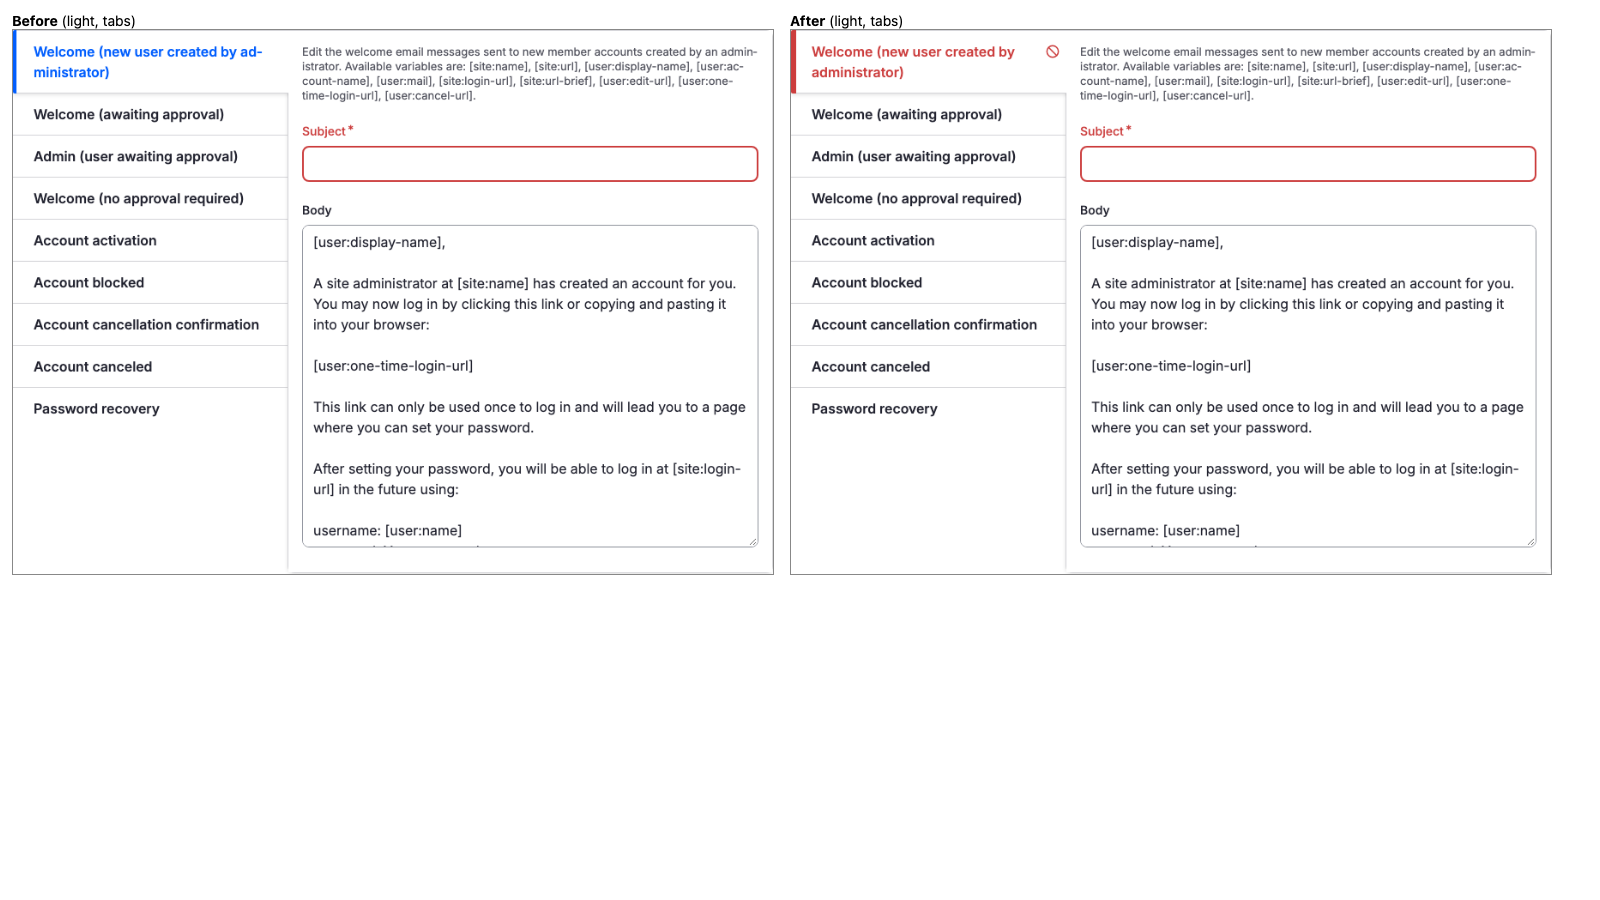 Before (light, tabs)
Welcome (new user created by ad-
ministrator)
Welcome (awaiting approval)
Admin (user awaiting approval)
Welcome (no approval required)
Account activation
Account blocked
Account cancellation confirmation
Account canceled
Password recovery
Edit the welcome email messages sent to new member accounts created by an admin-
istrator. Available variables are: [site:name], [site:url], [user:display-name], [user:ac-
count-name], [user:mail], [site:login-url], [site:url-brief], [user:edit-url], [user:one-
time-login-url], [user:cancel-url].
Subject*
Body
[user:display-name],
A site administrator at [site:name] has created an account for you.
You may now log in by clicking this link or copying and pasting it
into your browser:
[user:one-time-login-url]
This link can only be used once to log in and will lead you to a page
where you can set your password.
After setting your password, you will be able to log in at [site:login-
url] in the future using:
username: [user:name]
After (light, tabs)
Welcome (new user created by
administrator)
Welcome (awaiting approval)
Admin (user awaiting approval)
Welcome (no approval required)
Account activation
Account blocked
Account cancellation confirmation
Account canceled
Password recovery
Edit the welcome email messages sent to new member accounts created by an admin-
istrator. Available variables are: [site:name], [site:url], [user:display-name], [user:ac-
count-name], [user:mail], [site:login-url], [site:url-brief], [user:edit-url], [user:one-
time-login-url], [user:cancel-url].
Subject*
Body
[user:display-name],
A site administrator at [site:name] has created an account for you.
You may now log in by clicking this link or copying and pasting it
into your browser:
[user:one-time-login-url]
This link can only be used once to log in and will lead you to a page
where you can set your password.
After setting your password, you will be able to log in at [site:login-
url] in the future using:
username: [user:name]